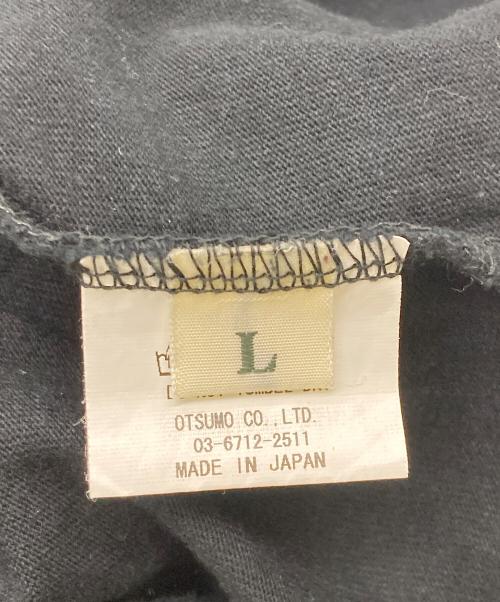 L
OTSUMO CO.,LTD.
03-6712-2511
MADE IN JAPAN